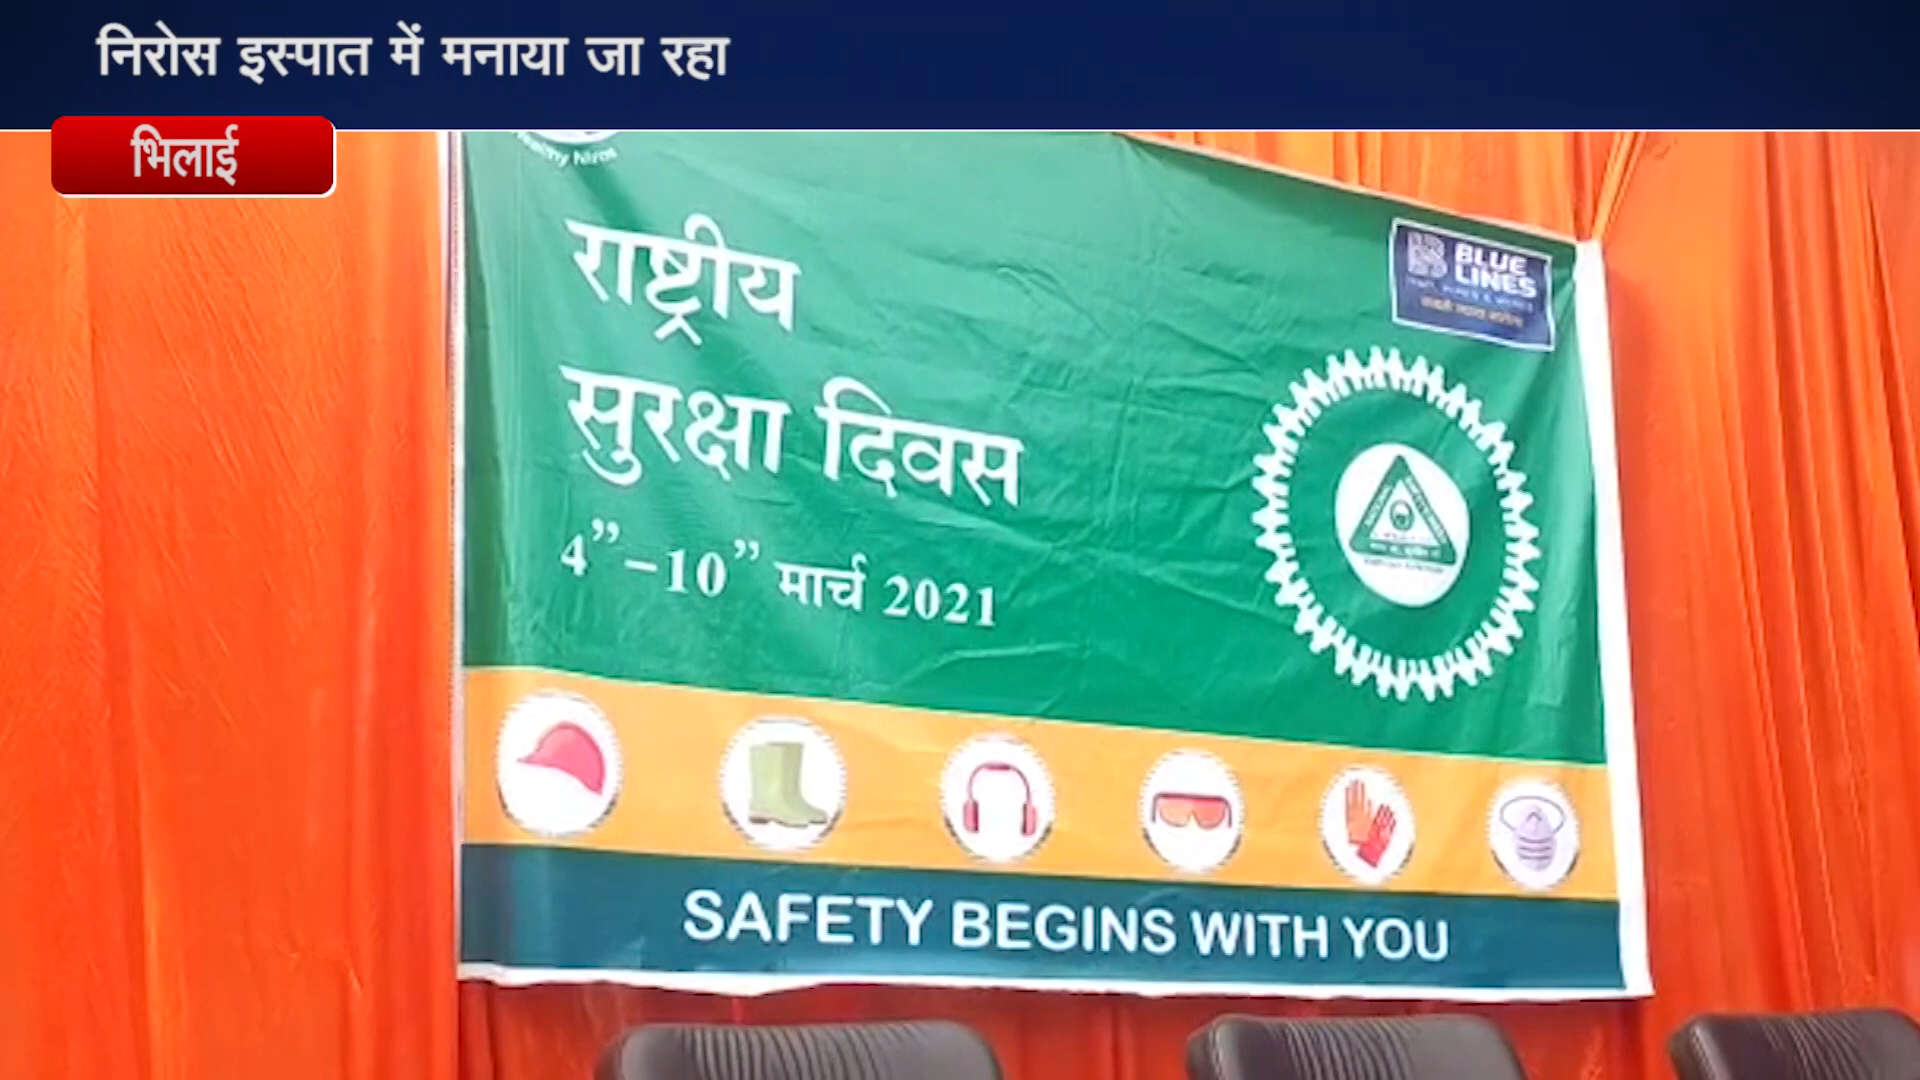 निरोस इस्पात में मनाया जा रहा
भिलाई
राष्ट्रीय
सुरक्षा दिवस
4”–10” मार्च 2021
BLUE
LINES
SAFETY BEGINS WITH YOU